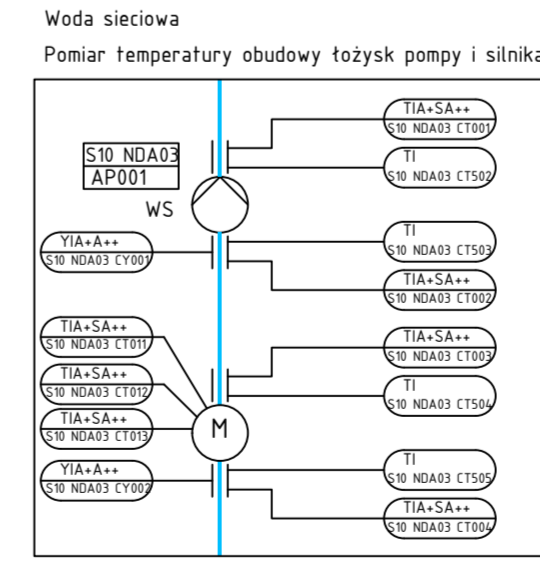 Woda sieciowa
Pomiar temperatury obudowy łożysk pompy i silnika
TIA+SA++
S10 NDA03 CT001
TI
S10 NDA03 CT502
S10 NDA03
AP001
WS
TI
S10 NDA03 CT503
YIA+A++
S10 NDA03 CY001
TIA+SA++
S10 NDA03 CT002
TIA+SA++
S10 NDA03 CT011
TIA+SA++
S10 NDA03 CT003
TIA+SA++
S10 NDA03 CT012
TI
S10 NDA03 CT504
TIA+SA++
S10 NDA03 CT013
M
YIA+A++
S10 NDA03 CY002
TI
S10 NDA03 CT505
TIA+SA++
S10 NDA03 CT004